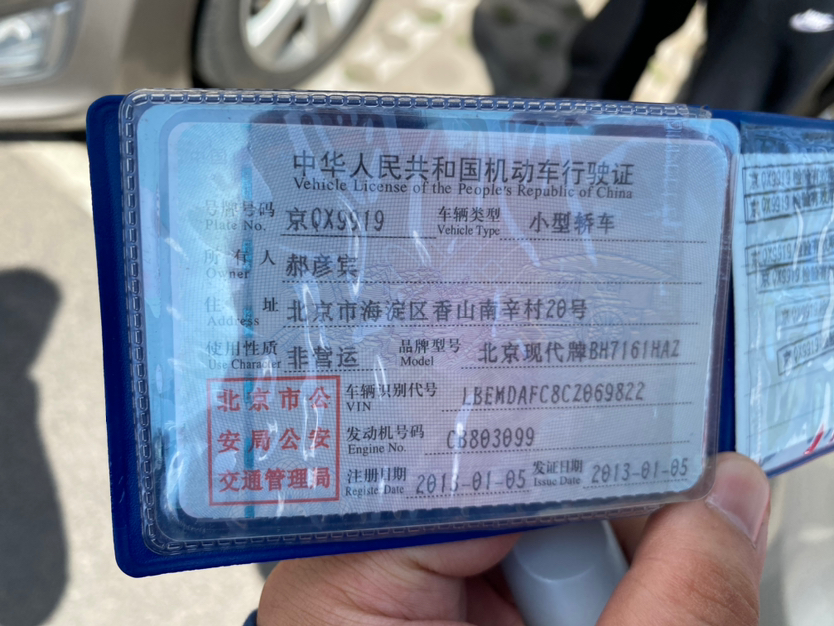 中华人民共和国机动车行驶证
Vehicle License of the People's Republic of China
号牌号码 京QX9919 车辆类型 小型轿车
Plate No. Vehicle Type
所有人 郝彦宾
Owner
住址 北京市海淀区香山南辛村20号
Address
使用性质 非营运 品牌型号 北京现代牌BH7161HAZ
Use Character Model
北京市公安局公安交通管理局
车辆识别代号 LBEMDAFC8CZ069822
VIN
发动机号码 CB803099
Engine No.
注册日期 2013-01-05 发证日期 2013-01-05
Register Date Issue Date